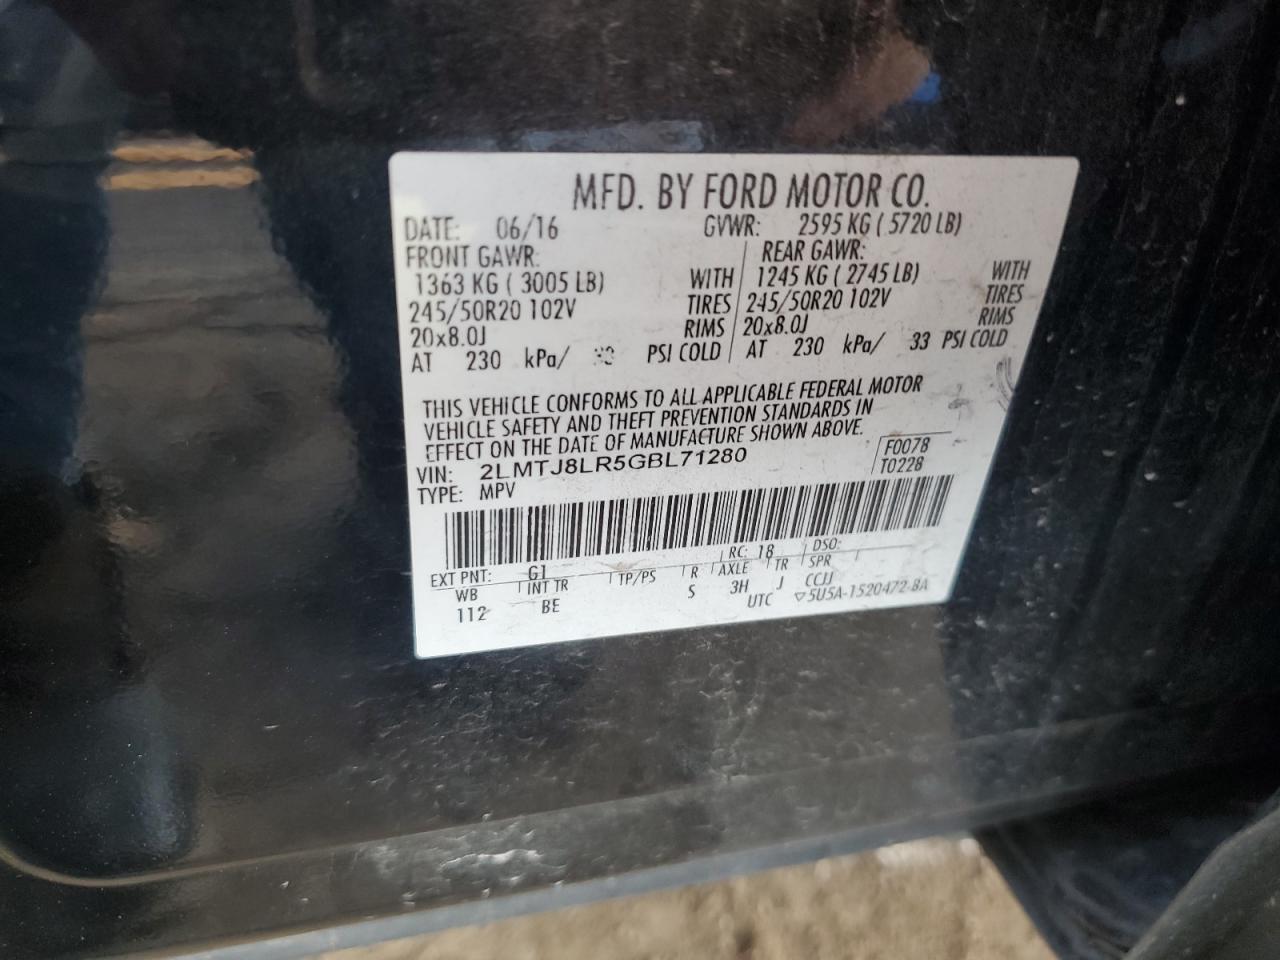 MFD. BY FORD MOTOR CO.
DATE: 06/16 GVWR: 2595 KG ( 5720 LB)
FRONT GAWR: REAR GAWR:
1363 KG ( 3005 LB) WITH 1245 KG ( 2745 LB) WITH
245/50R20 102V TIRES 245/50R20 102V TIRES
20x8.0J RIMS 20x8.0J RIMS
AT 230 kPa/ PSI COLD AT 230 kPa/ 33 PSI COLD
THIS VEHICLE CONFORMS TO ALL APPLICABLE FEDERAL MOTOR
VEHICLE SAFETY AND THEFT PREVENTION STANDARDS IN
EFFECT ON THE DATE OF MANUFACTURE SHOWN ABOVE.
VIN: 2LMTJ8LR5GBL71280 F0078
TYPE: MPV T0228
EXT PNT: G1 RC: 18 DSO:
WB INT TR TP/PS R AXLE TR SPR
112 BE S 3H J CCJJ
UTC ▽5U5A-1520472-BA